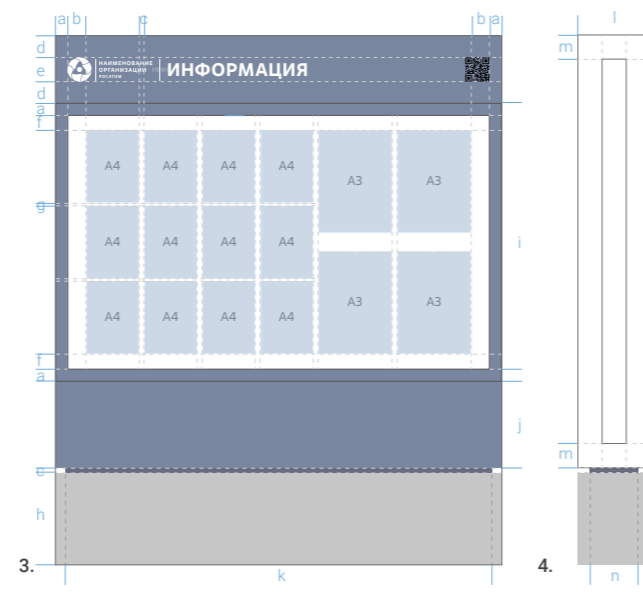 a b c b a l
d m
e НАИМЕНОВАНИЕ
ОРГАНИЗАЦИИ
РОСАТОМ
ИНФОРМАЦИЯ
d
a
f
A4 A4 A4 A4 A3 A3
g
A4 A4 A4 A4 i
A4 A4 A4 A4 A3 A3
f
a
j
m
c
h
3. k 4. n